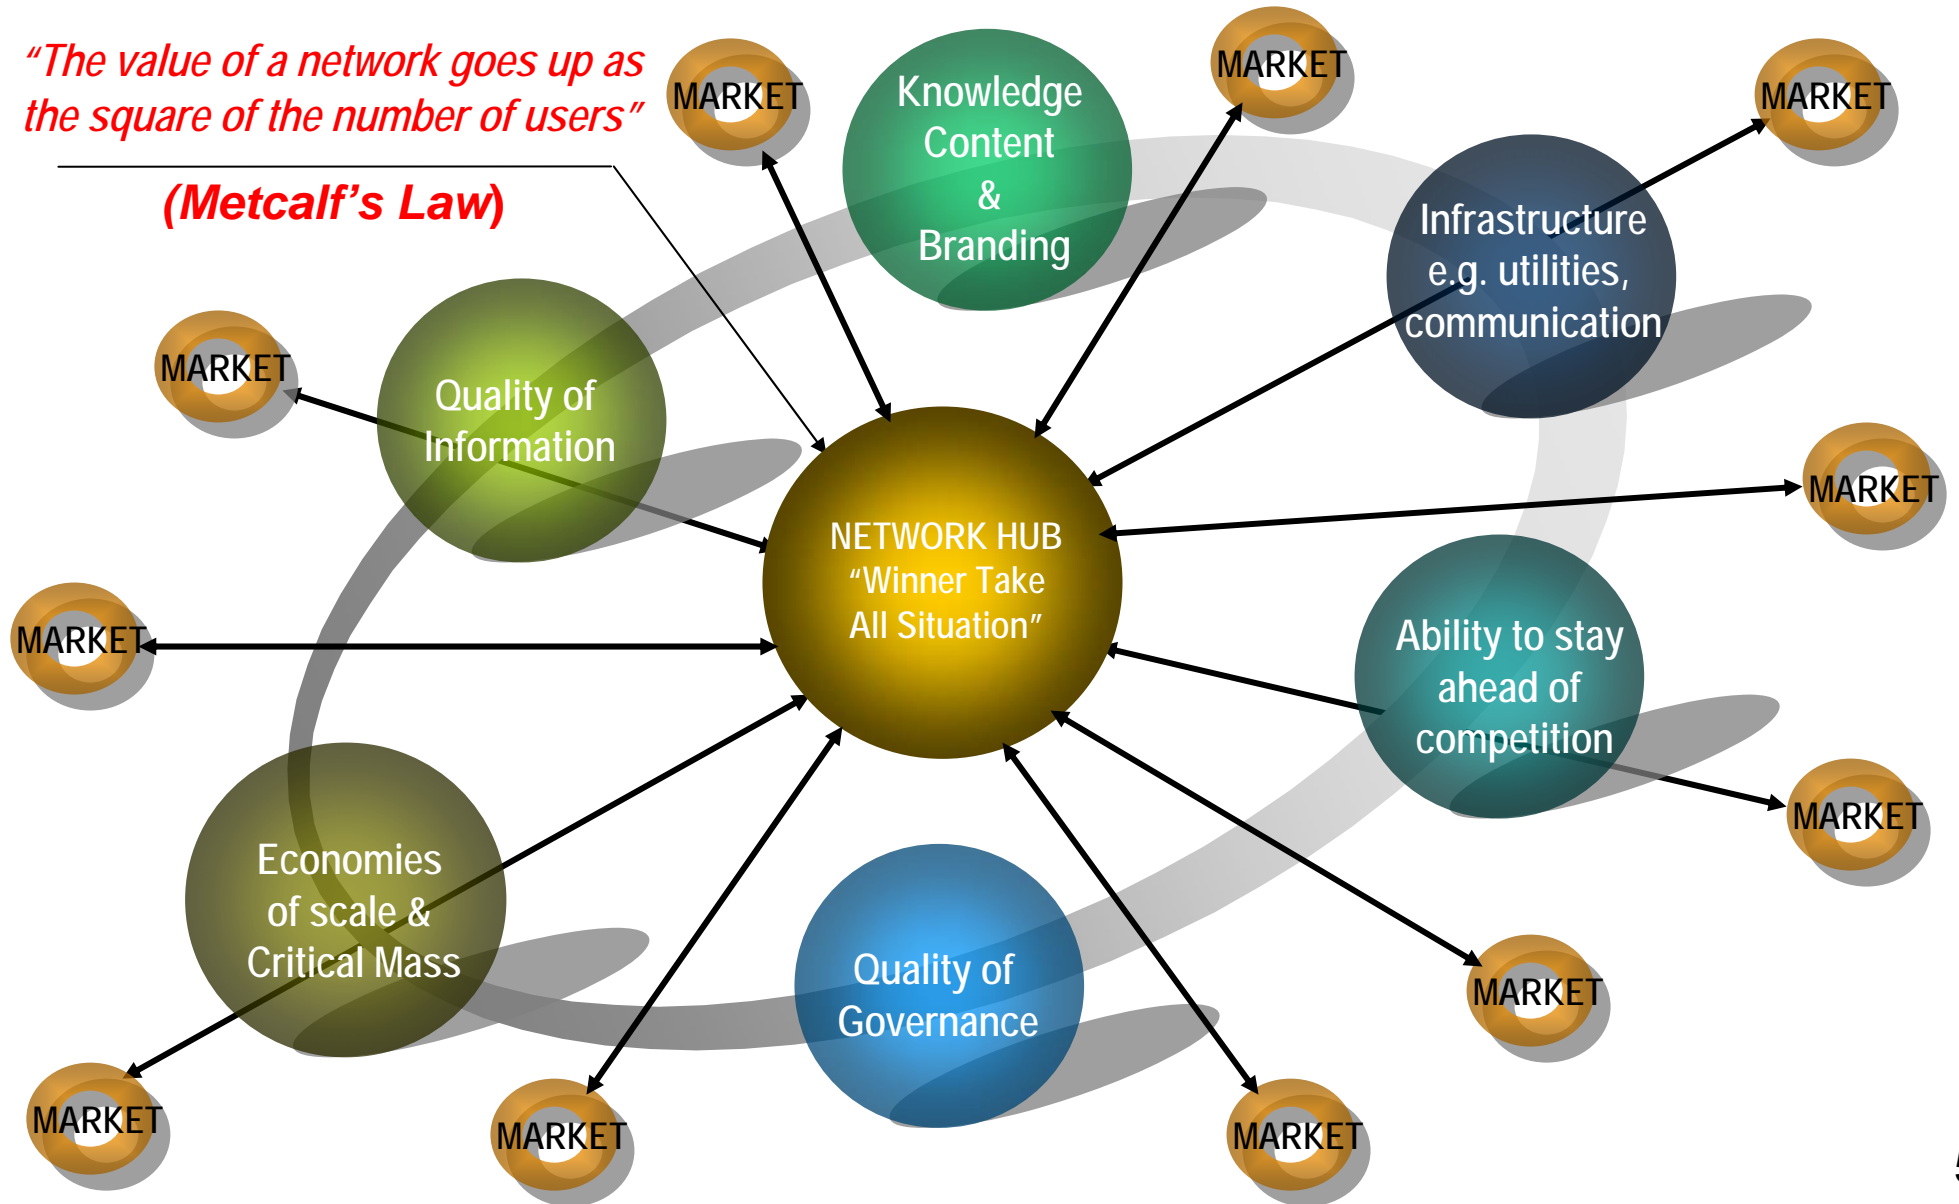 “The value of a network goes up as
the square of the number of users”
(Metcalf’s Law)
MARKET
MARKET
MARKET
Knowledge
Content
&
Branding
Infrastructure
e.g. utilities,
communication
MARKET
Quality of
Information
MARKET
NETWORK HUB
“Winner Take
All Situation”
MARKET
Ability to stay
ahead of
competition
MARKET
Economies
of scale &
Critical Mass
Quality of
Governance
MARKET
MARKET
MARKET
MARKET